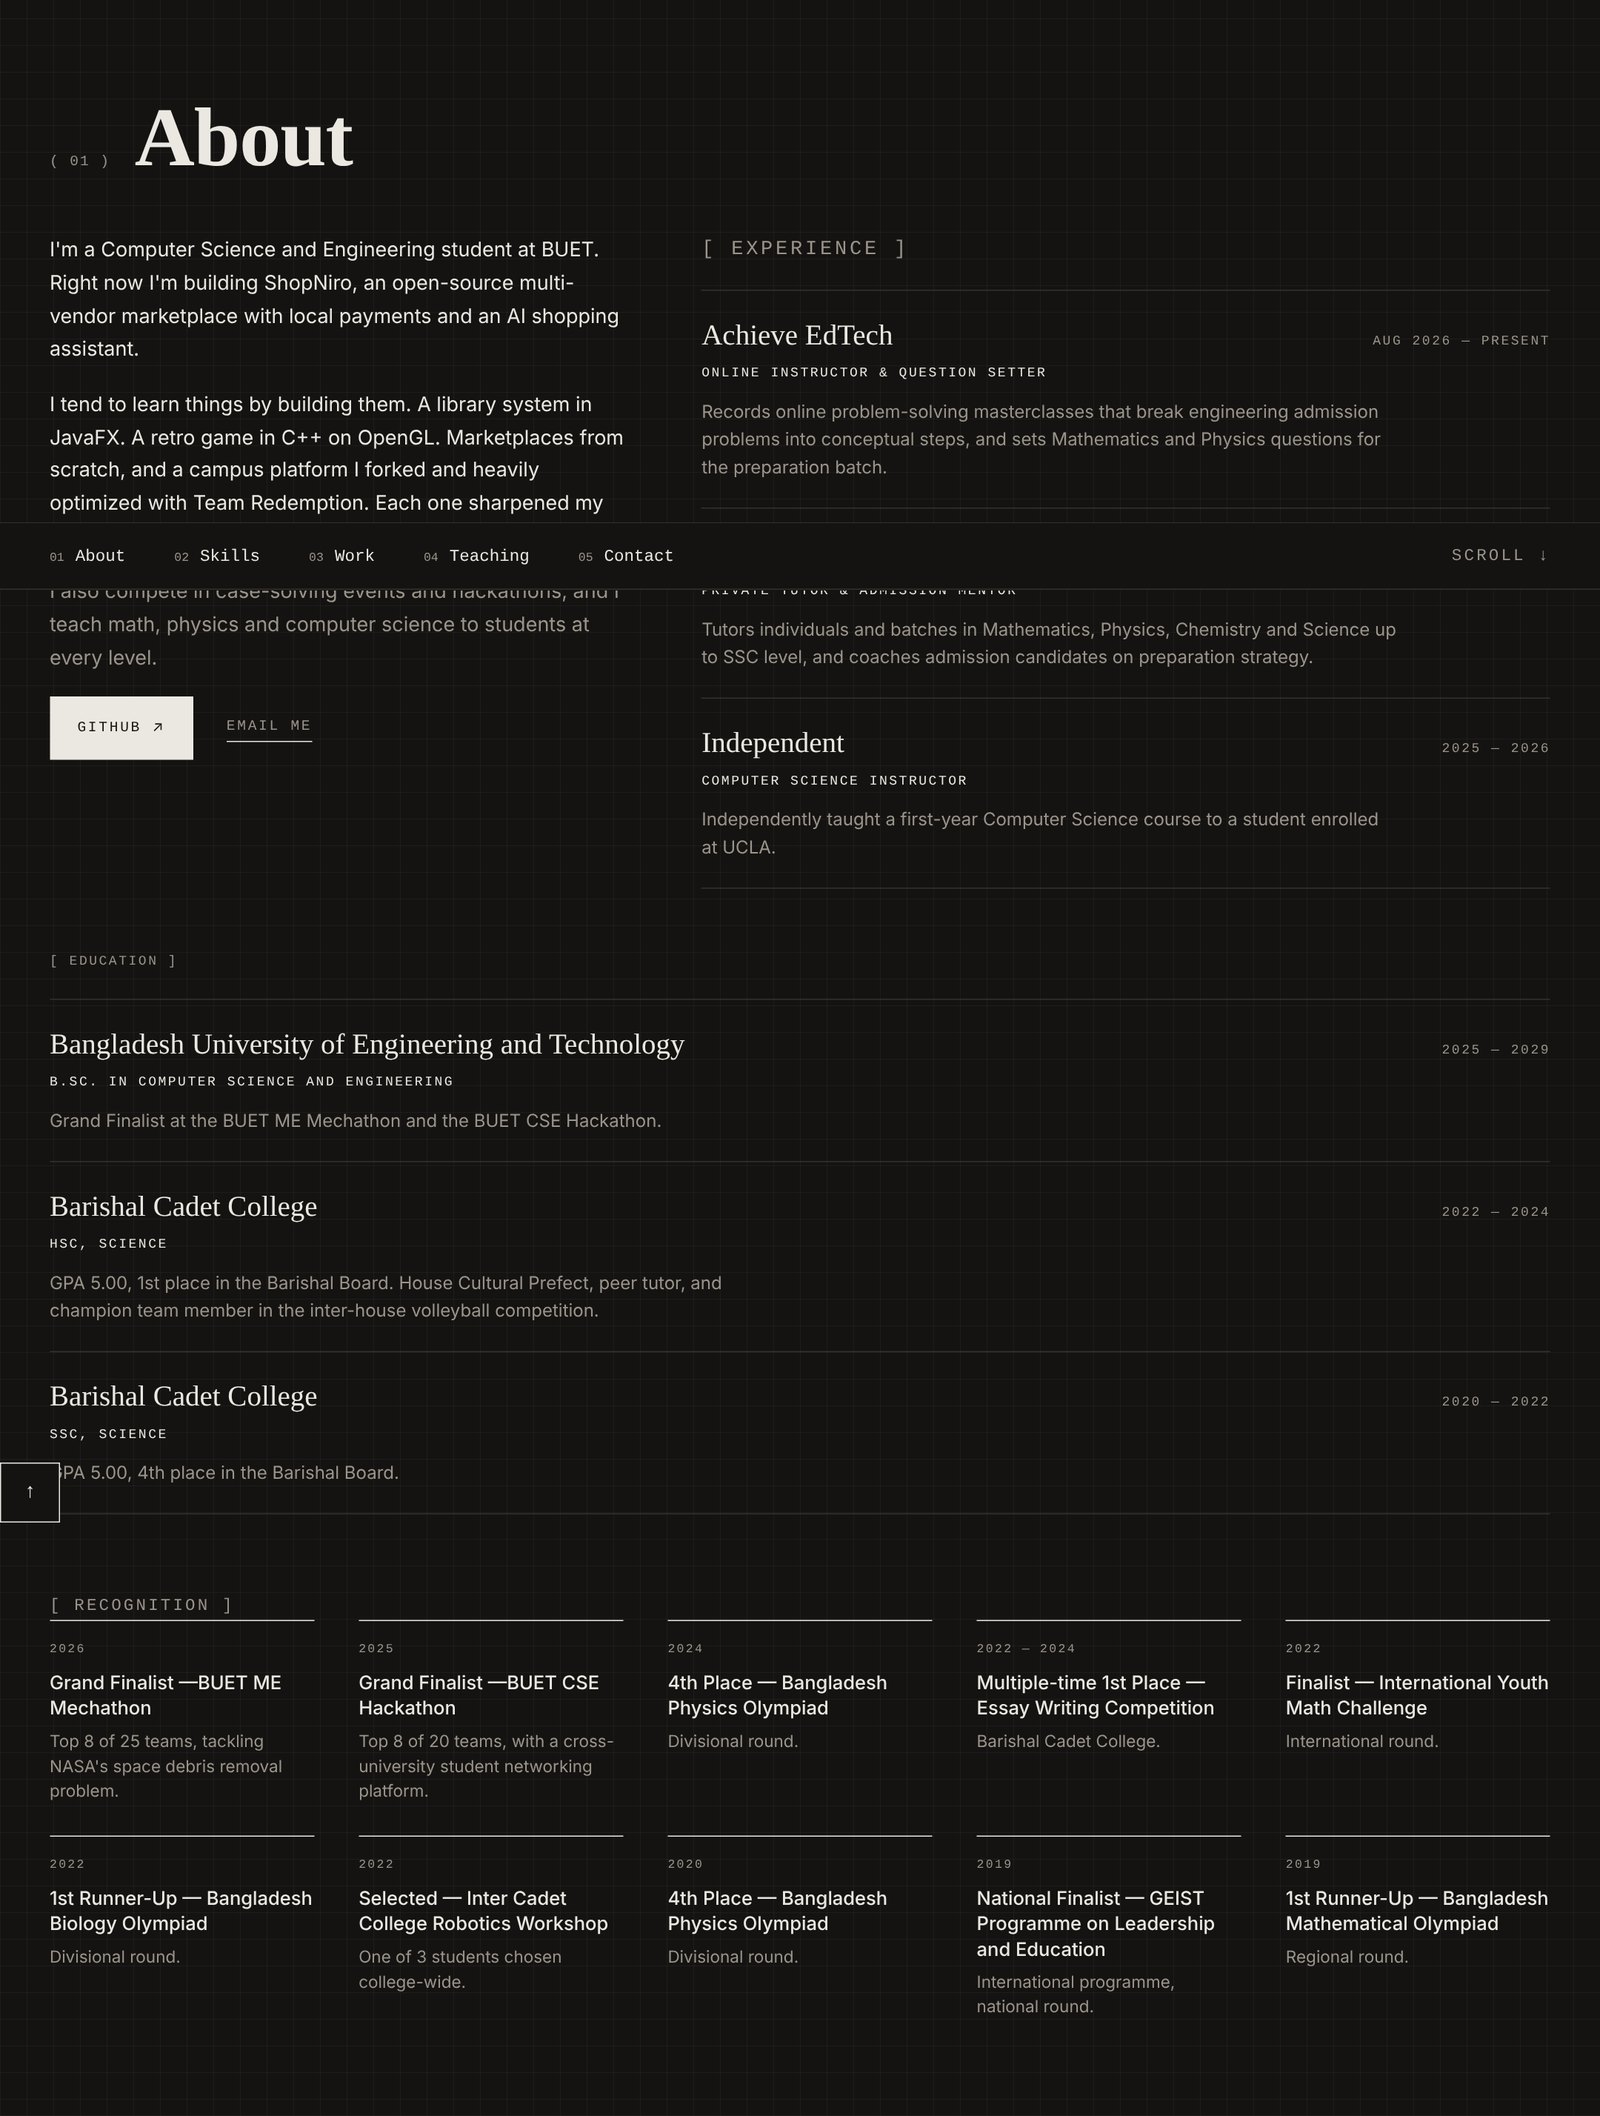 ( 01 ) About
I'm a Computer Science and Engineering student at BUET.
Right now I'm building ShopNiro, an open-source multi-
vendor marketplace with local payments and an AI shopping
assistant.
I tend to learn things by building them. A library system in
JavaFX. A retro game in C++ on OpenGL. Marketplaces from
scratch, and a campus platform I forked and heavily
optimized with Team Redemption. Each one sharpened my
[ EXPERIENCE ]
Achieve EdTech
AUG 2026 — PRESENT
ONLINE INSTRUCTOR & QUESTION SETTER
Records online problem-solving masterclasses that break engineering admission
problems into conceptual steps, and sets Mathematics and Physics questions for
the preparation batch.
01 About 02 Skills 03 Work 04 Teaching 05 Contact SCROLL ↓
I also compete in case-solving events and hackathons, and I
teach math, physics and computer science to students at
every level.
GITHUB ↗ EMAIL ME
PRIVATE TUTOR & ADMISSION MENTOR
Tutors individuals and batches in Mathematics, Physics, Chemistry and Science up
to SSC level, and coaches admission candidates on preparation strategy.
Independent
2025 — 2026
COMPUTER SCIENCE INSTRUCTOR
Independently taught a first-year Computer Science course to a student enrolled
at UCLA.
[ EDUCATION ]
Bangladesh University of Engineering and Technology
2025 — 2029
B.SC. IN COMPUTER SCIENCE AND ENGINEERING
Grand Finalist at the BUET ME Mechathon and the BUET CSE Hackathon.
Barishal Cadet College
2022 — 2024
HSC, SCIENCE
GPA 5.00, 1st place in the Barishal Board. House Cultural Prefect, peer tutor, and
champion team member in the inter-house volleyball competition.
Barishal Cadet College
2020 — 2022
SSC, SCIENCE
GPA 5.00, 4th place in the Barishal Board.
↑
[ RECOGNITION ]
2026
Grand Finalist —BUET ME
Mechathon
Top 8 of 25 teams, tackling
NASA's space debris removal
problem.
2025
Grand Finalist —BUET CSE
Hackathon
Top 8 of 20 teams, with a cross-
university student networking
platform.
2024
4th Place — Bangladesh
Physics Olympiad
Divisional round.
2022 — 2024
Multiple-time 1st Place —
Essay Writing Competition
Barishal Cadet College.
2022
Finalist — International Youth
Math Challenge
International round.
2022
1st Runner-Up — Bangladesh
Biology Olympiad
Divisional round.
2022
Selected — Inter Cadet
College Robotics Workshop
One of 3 students chosen
college-wide.
2020
4th Place — Bangladesh
Physics Olympiad
Divisional round.
2019
National Finalist — GEIST
Programme on Leadership
and Education
International programme,
national round.
2019
1st Runner-Up — Bangladesh
Mathematical Olympiad
Regional round.